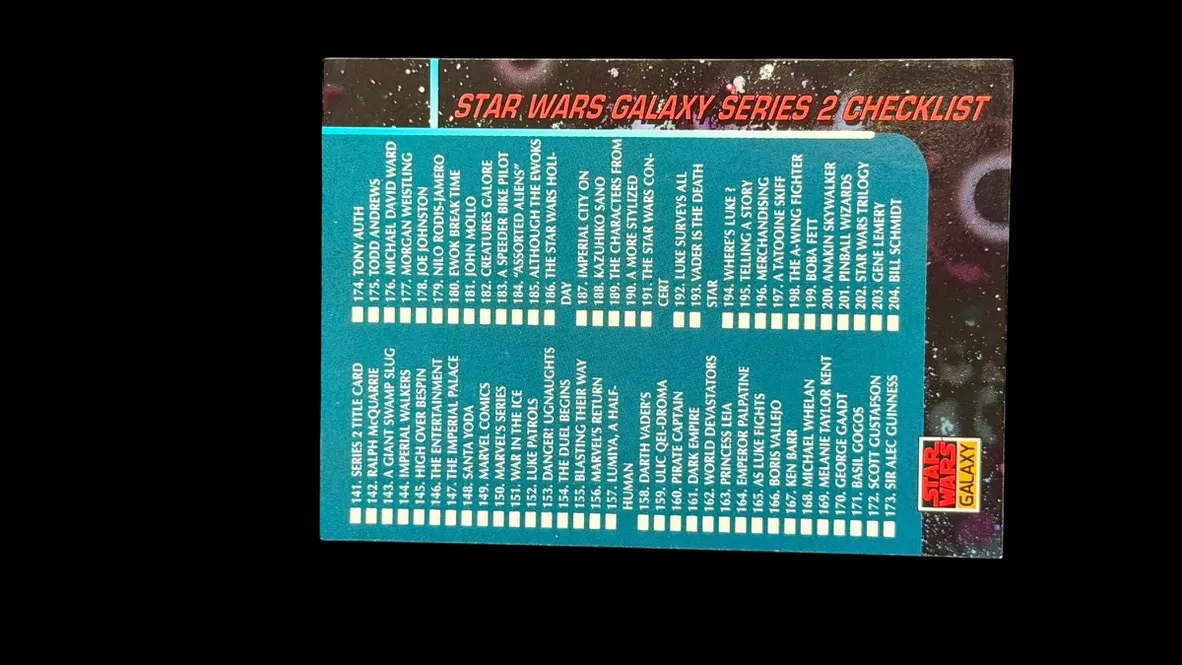 STAR WARS GALAXY SERIES 2 CHECKLIST
141. SERIES 2 TITLE CARD
142. RALPH McQUARRIE
143. A GIANT SWAMP SLUG
144. IMPERIAL WALKERS
145. HIGH OVER BESPIN
146. THE ENTERTAINMENT
147. THE IMPERIAL PALACE
148. SANTA YODA
149. MARVEL COMICS
150. MARVEL'S SERIES
151. WAR IN THE ICE
152. LUKE PATROLS
153. DANGER! UGNAUGHTS
154. THE DUEL BEGINS
155. BLASTING THEIR WAY
156. MARVEL'S RETURN
157. LUMIYA, A HALF-
HUMAN
158. DARTH VADER'S
159. ULIC QEL-DROMA
160. PIRATE CAPTAIN
161. DARK EMPIRE
162. WORLD DEVASTATORS
163. PRINCESS LEIA
164. EMPEROR PALPATINE
165. AS LUKE FIGHTS
166. BORIS VALLEJO
167. KEN BARR
168. MICHAEL WHELAN
169. MELANIE TAYLOR KENT
170. GEORGE GAADT
171. BASIL GOGOS
172. SCOTT GUSTAFSON
173. SIR ALEC GUINNESS
174. TONY AUTH
175. TODD ANDREWS
176. MICHAEL DAVID WARD
177. MORGAN WEISTLING
178. JOE JOHNSTON
179. NILO RODIS-JAMERO
180. EWOK BREAK TIME
181. JOHN MOLLO
182. CREATURES GALORE
183. A SPEEDER BIKE PILOT
184. "ASSORTED ALIENS"
185. ALTHOUGH THE EWOKS
186. THE STAR WARS HOLI-
DAY
187. IMPERIAL CITY ON
188. KAZUHIKO SANO
189. THE CHARACTERS FROM
190. A MORE STYLIZED
191. THE STAR WARS CON-
CERT
192. LUKE SURVEYS ALL
193. VADER IS THE DEATH
STAR
194. WHERE'S LUKE ?
195. TELLING A STORY
196. MERCHANDISING
197. A TATOOINE SKIFF
198. THE A-WING FIGHTER
199. BOBA FETT
200. ANAKIN SKYWALKER
201. PINBALL WIZARDS
202. STAR WARS TRILOGY
203. GENE LEMERY
204. BILL SCHMIDT
STAR
WARS
GALAXY